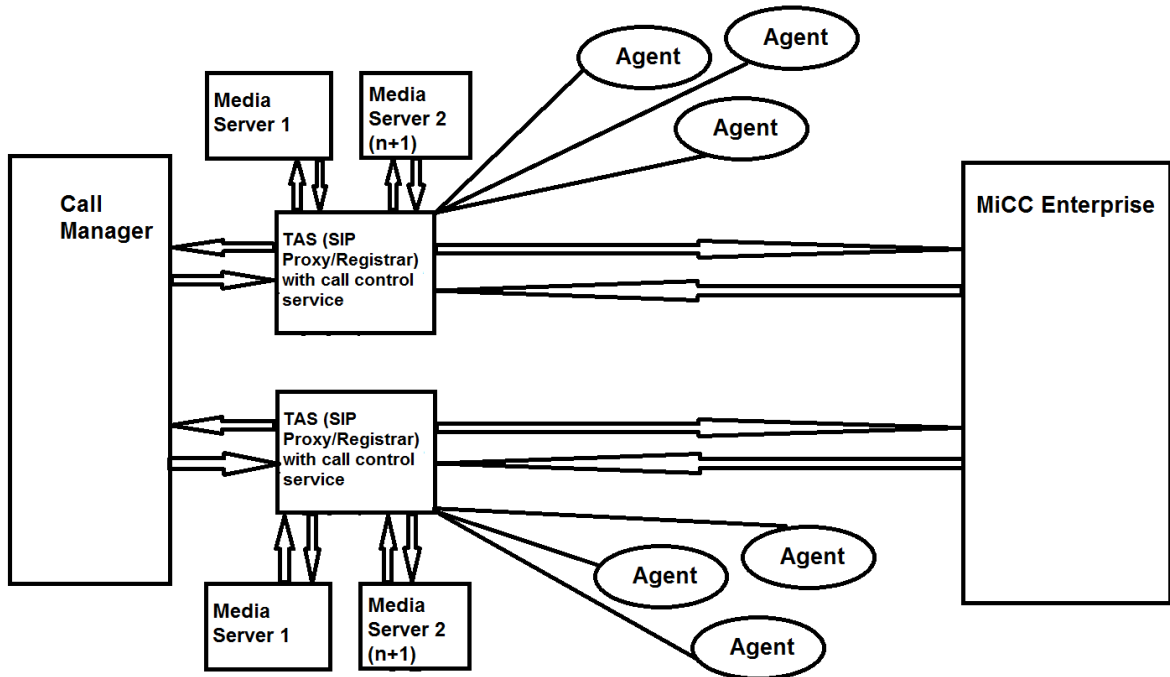 Agent
Agent
Agent
Media
Server 1
Media
Server 2
(n+1)
Call
Manager
TAS (SIP
Proxy/Registrar)
with call control
service
MiCC Enterprise
TAS (SIP
Proxy/Registrar)
with call control
service
Media
Server 1
Media
Server 2
(n+1)
Agent
Agent
Agent